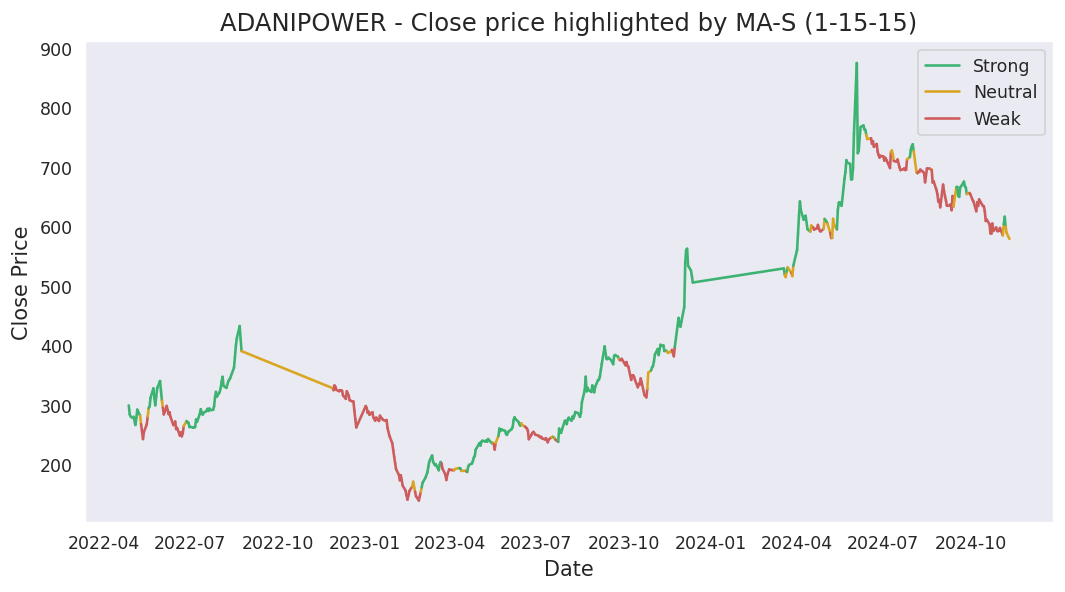 ADANIPOWER - Close price highlighted by MA-S (1-15-15)
Close Price
900
800
700
600
500
400
300
200
Strong
Neutral
Weak
2022-04 2022-07 2022-10 2023-01 2023-04 2023-07 2023-10 2024-01 2024-04 2024-07 2024-10
Date